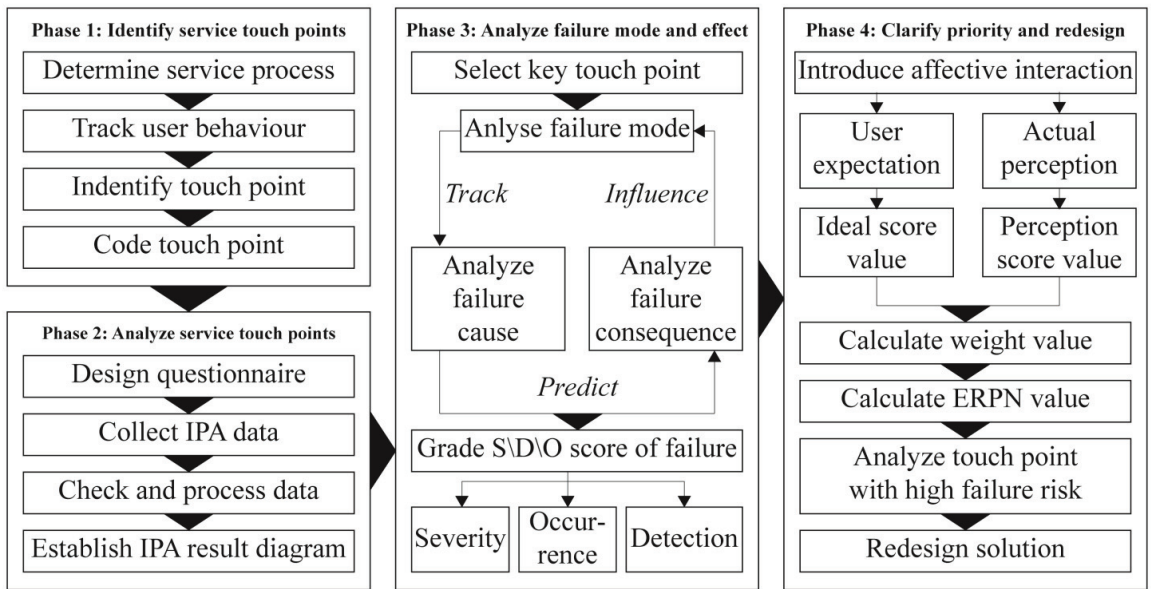 Phase 1: Identify service touch points
Determine service process
Track user behaviour
Indentify touch point
Code touch point
Phase 2: Analyze service touch points
Design questionnaire
Collect IPA data
Check and process data
Establish IPA result diagram
Phase 3: Analyze failure mode and effect
Select key touch point
Anlyse failure mode
Track
Influence
Analyze
failure
cause
Analyze
failure
consequence
Predict
Grade S\D\O score of failure
Severity
Occur-
rence
Detection
Phase 4: Clarify priority and redesign
Introduce affective interaction
User
expectation
Actual
perception
Ideal score
value
Perception
score value
Calculate weight value
Calculate ERPN value
Analyze touch point
with high failure risk
Redesign solution